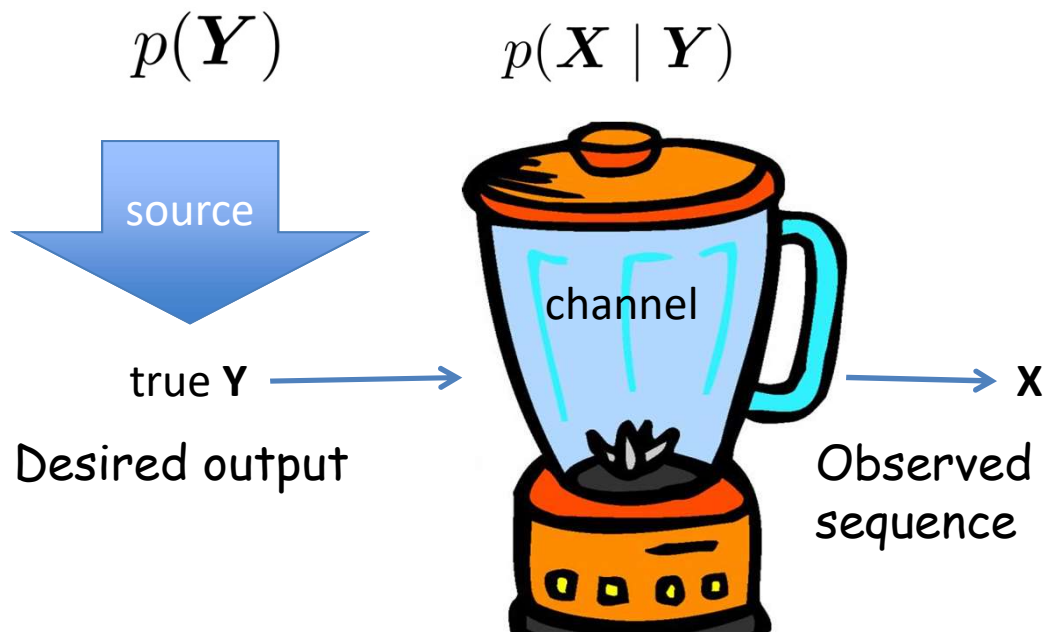 p(Y)
p(X | Y)
source
channel
true Y
X
Desired output
Observed
sequence